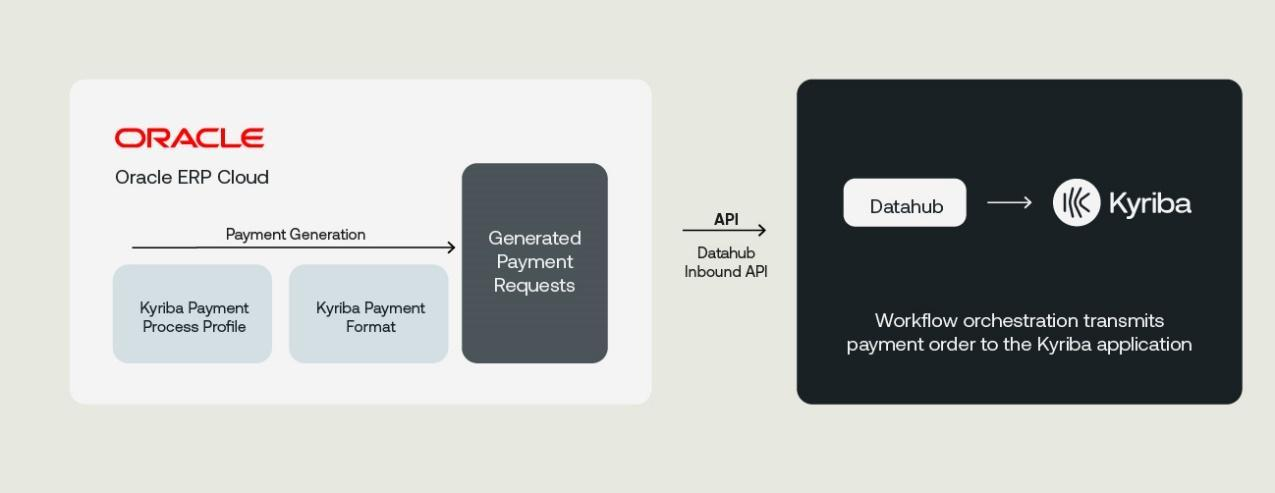 ORACLE
Oracle ERP Cloud
Payment Generation
Kyriba Payment
Process Profile
Kyriba Payment
Format
Generated
Payment
Requests
API
Datahub
Inbound API
Datahub
Kyriba
Workflow orchestration transmits
payment order to the Kyriba application